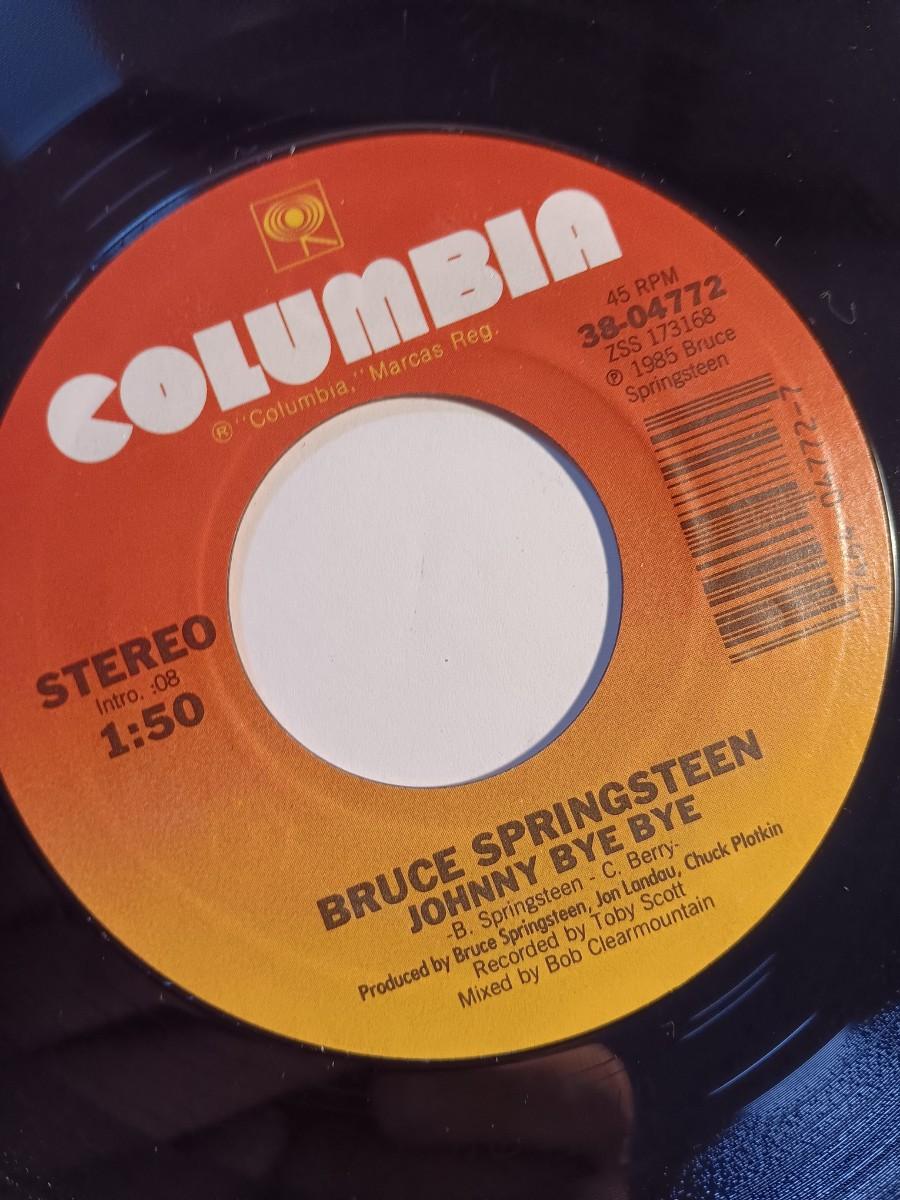 COLUMBIA
® "Columbia," Marcas Reg.
45 RPM
38-04772
ZSS 173168
℗ 1985 Bruce
Springsteen
04772-7
STEREO
Intro. :08
1:50
BRUCE SPRINGSTEEN
JOHNNY BYE BYE
-B. Springsteen - C. Berry-
Produced by Bruce Springsteen, Jon Landau, Chuck Plotkin
Recorded by Toby Scott
Mixed by Bob Clearmountain